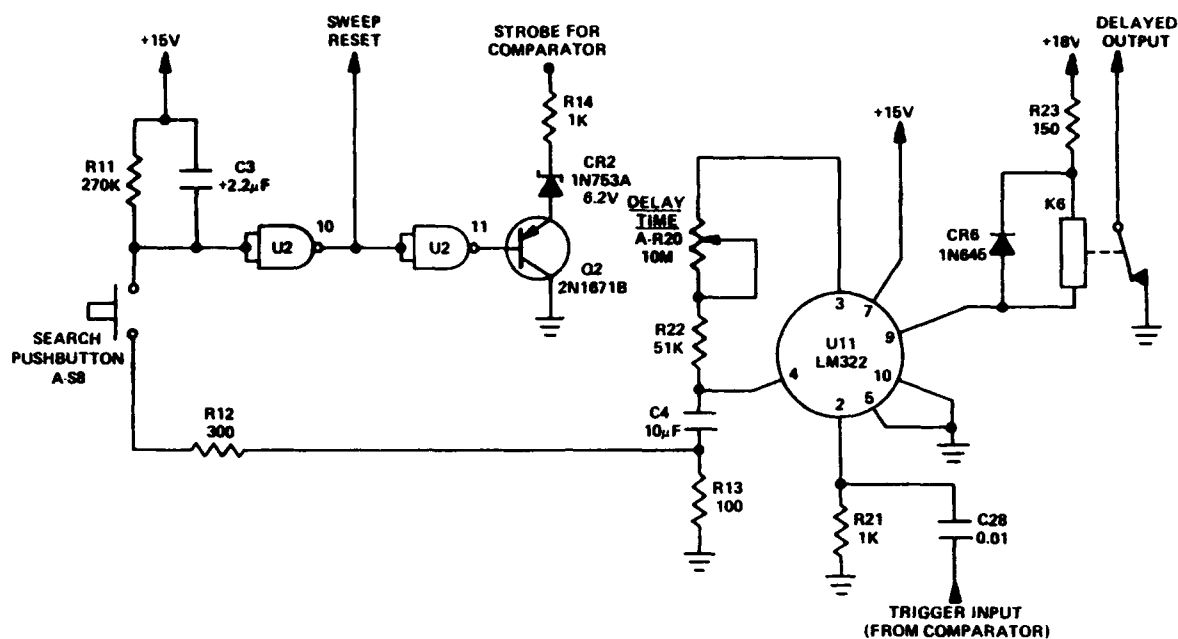 SWEEP
RESET
STROBE FOR
COMPARATOR
DELAYED
OUTPUT
+15V
+18V
R14
1K
R23
150
+15V
R11
270K
C3
+2.2µF
CR2
1N753A
6.2V
DELAY
TIME
A-R20
10M
K6
CR6
1N645
U2
10
U2
11
Q2
2N1671B
3
7
9
U11
LM322
4
10
5
2
R22
51K
SEARCH
PUSHBUTTON
A-S8
R12
300
C4
10µF
R13
100
R21
1K
C28
0.01
TRIGGER INPUT
(FROM COMPARATOR)